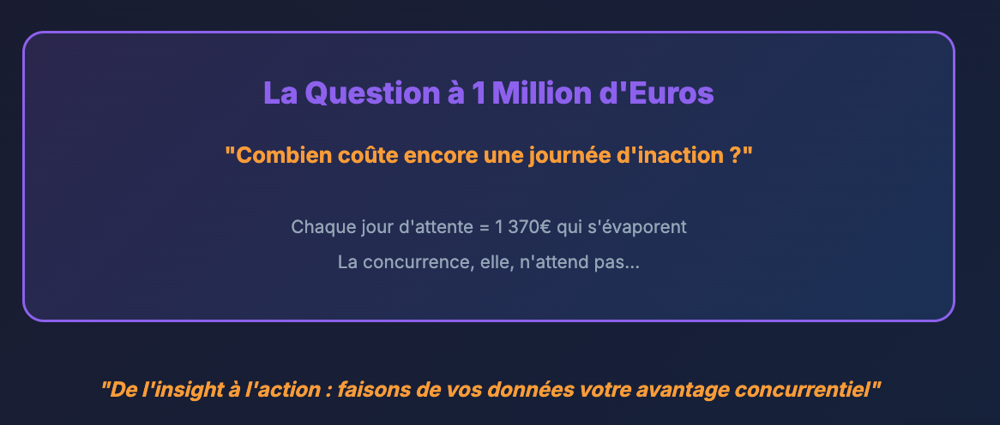 La Question à 1 Million d'Euros
"Combien coûte encore une journée d'inaction ?"
Chaque jour d'attente = 1 370€ qui s'évaporent
La concurrence, elle, n'attend pas...
"De l'insight à l'action : faisons de vos données votre avantage concurrentiel"